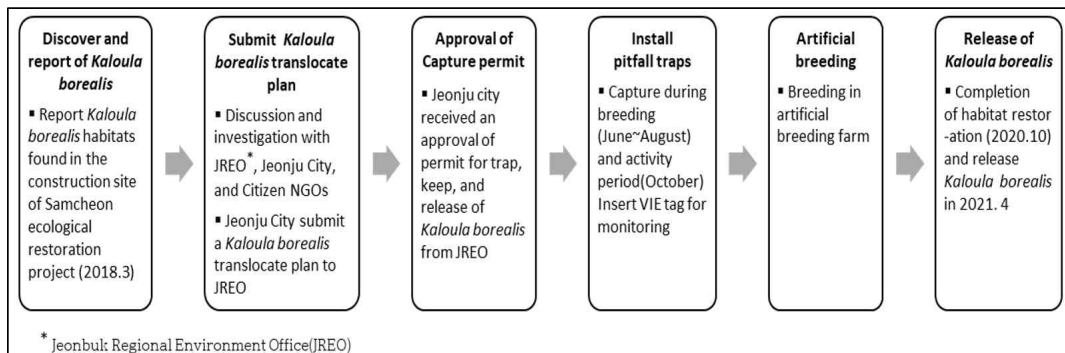 Discover and
report of Kaloula
borealis
▪ Report Kaloula
borealis habitats
found in the
construction site
of Samcheon
ecological
restoration
project (2018.3)
Submit Kaloula
borealis translocate
plan
▪ Discussion and
investigation with
JREO*, Jeonju City,
and Citizen NGOs
▪ Jeonju City submit
a Kaloula borealis
translocate plan to
JREO
Approval of
Capture permit
▪ Jeonju city
received an
approval of
permit for trap,
keep, and
release of
Kaloula borealis
from JREO
Install
pitfall traps
▪ Capture during
breeding
(June~August)
and activity
period(October)
Insert VIE tag for
monitoring
Artificial
breeding
▪ Breeding in
artificial
breeding farm
Release of
Kaloula borealis
▪ Completion
of habitat restor
-ation (2020.10)
and release
Kaloula borealis
in 2021. 4
* Jeonbuk Regional Environment Office(JREO)